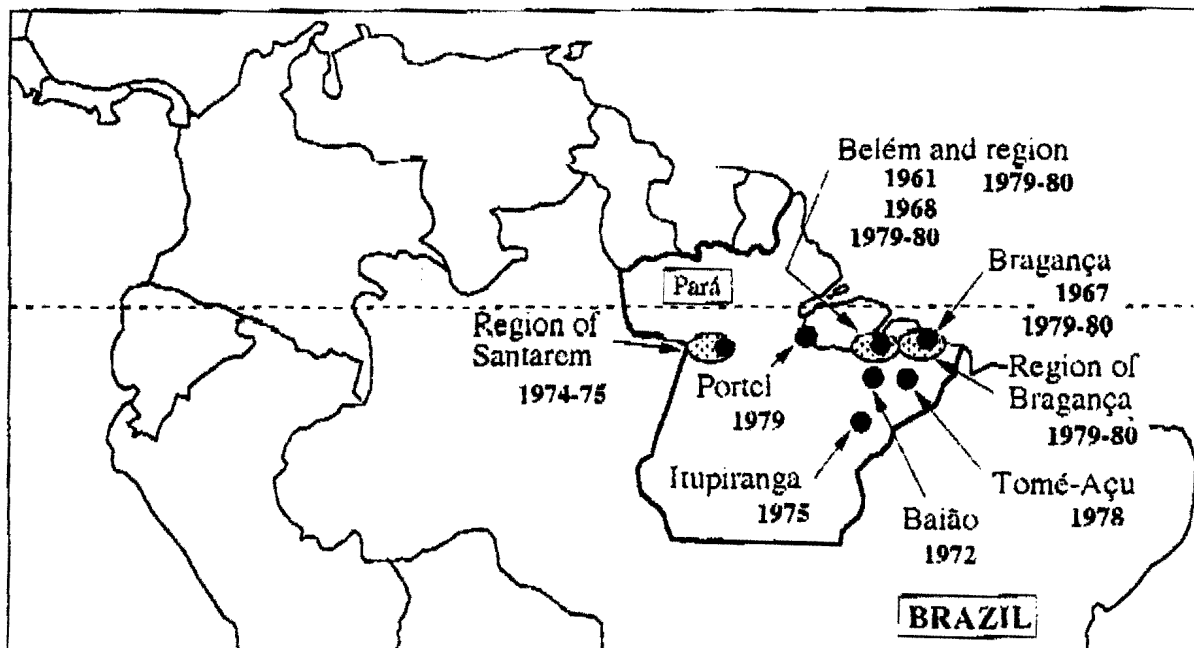 Belém and region
1961 1979-80
1968
1979-80
Bragança
1967
1979-80
Pará
Region of
Santarem
1974-75
Portel
1979
Region of
Bragança
1979-80
Itupiranga
1975
Tomé-Açu
1978
Baião
1972
BRAZIL